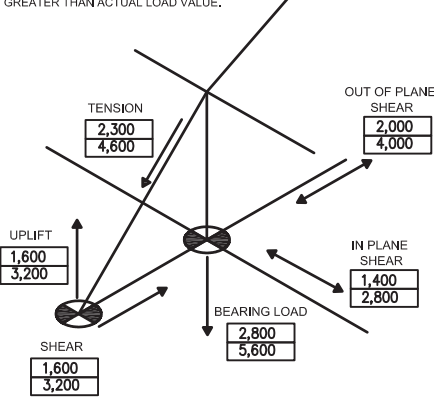 GREATER THAN ACTUAL LOAD VALUE.
TENSION
2,300
4,600
OUT OF PLANE
SHEAR
2,000
4,000
UPLIFT
1,600
3,200
IN PLANE
SHEAR
1,400
2,800
BEARING LOAD
2,800
5,600
SHEAR
1,600
3,200